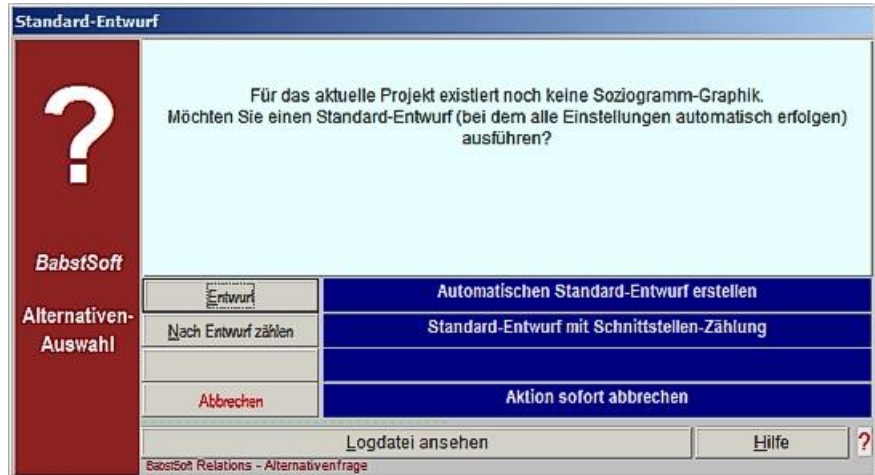 Standard-Entwurf
?
Für das aktuelle Projekt existiert noch keine Soziogramm-Graphik.
Möchten Sie einen Standard-Entwurf (bei dem alle Einstellungen automatisch erfolgen)
ausführen?
BabstSoft
Alternativen-
Auswahl
Entwurf
Automatischen Standard-Entwurf erstellen
Nach Entwurf zählen
Standard-Entwurf mit Schnittstellen-Zählung
Abbrechen
Aktion sofort abbrechen
Logdatei ansehen
Hilfe
?
BabstSoft Relations - Alternativenfrage